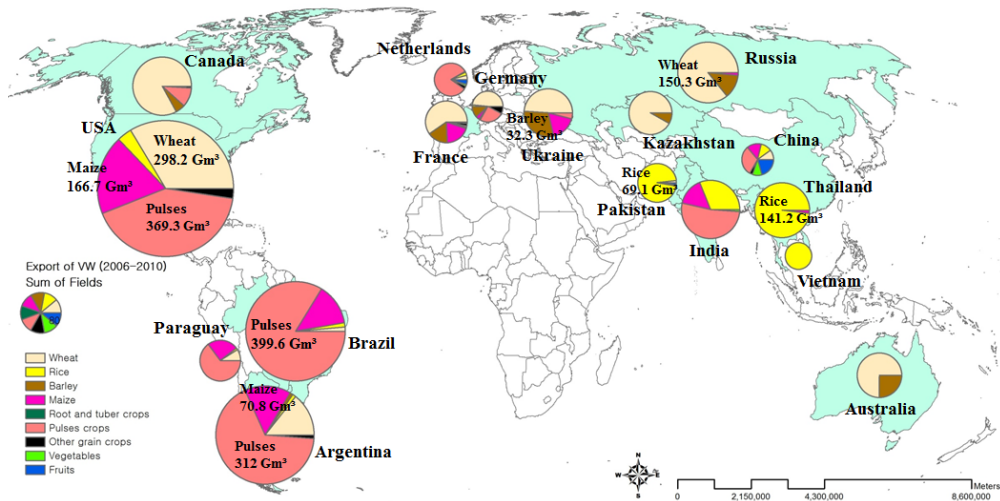 Netherlands
Canada
Germany
Russia
Wheat
150.3 Gm³
USA
Wheat
298.2 Gm³
Barley
32.3 Gm³
Kazakhstan
China
France
Ukraine
Maize
166.7 Gm³
Rice
69.1 Gm³
Thailand
Rice
141.2 Gm³
Pulses
369.3 Gm³
Pakistan
India
Vietnam
Export of VW (2006-2010)
Sum of Fields
Paraguay
Pulses
399.6 Gm³
Brazil
Wheat
Rice
Barley
Maize
Root and tuber crops
Pulses crops
Other grain crops
Vegetables
Fruits
Maize
70.8 Gm³
Pulses
312 Gm³
Argentina
Australia
N
W E
S
Meters
0 2,150,000 4,300,000 8,600,000